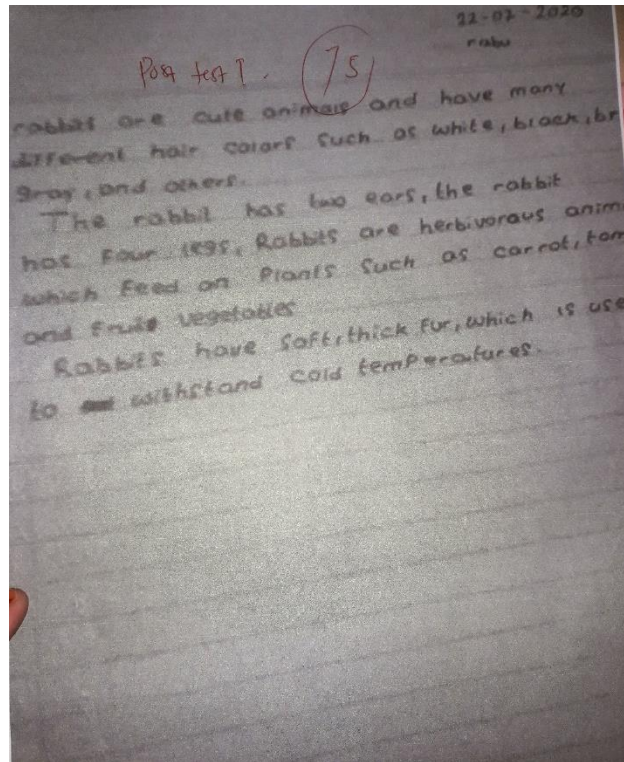 22-07-2020
rabu
Post test I.
75
rabbits are cute animals and have many
different hair colors such as white, black, br
gray, and others.
The rabbit has two ears, the rabbit
has four legs, Rabbits are herbivoraus anim
which feed on Plants such as carrot, tom
and fruit vegetables
Rabbits have soft, thick fur, which is use
to withstand cold temperatures.